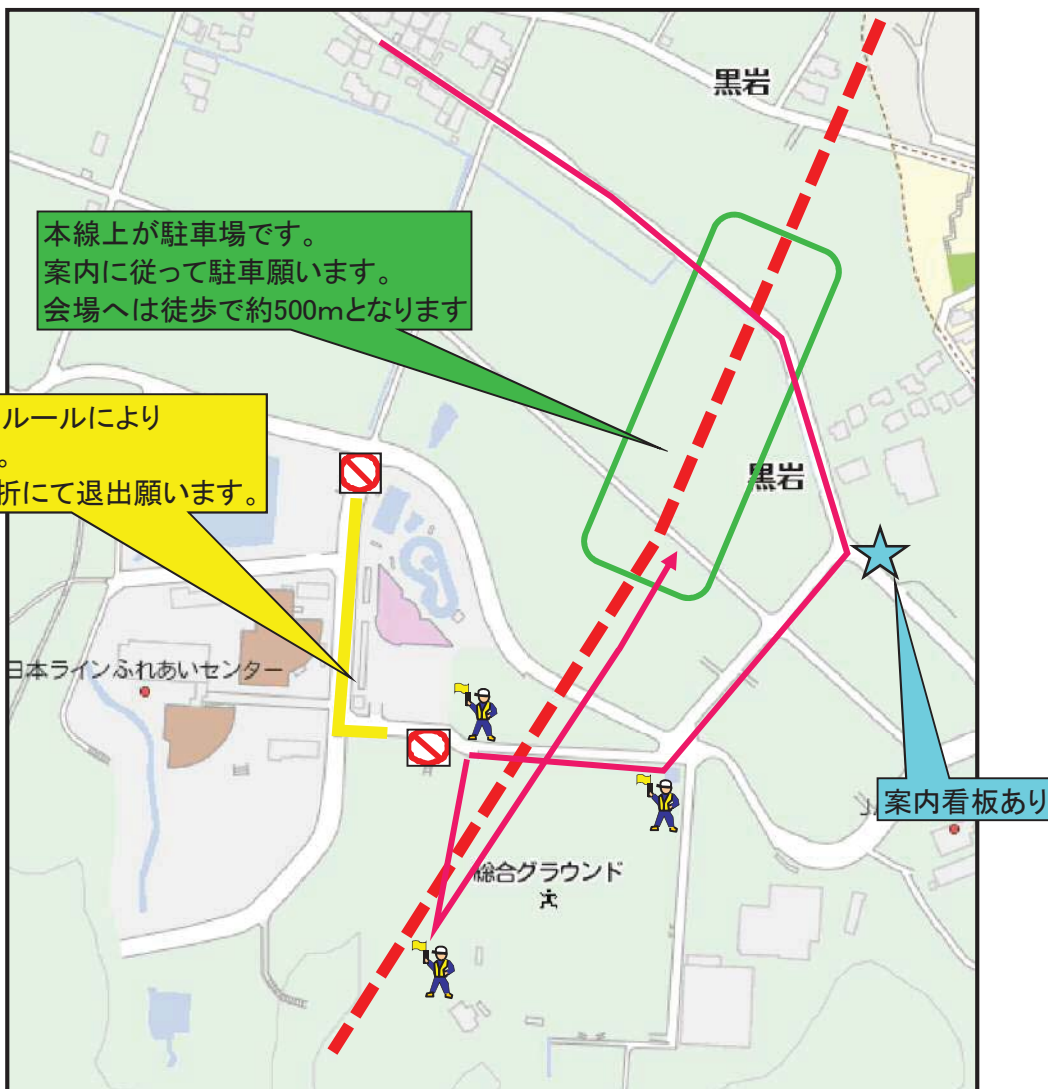 黒岩
本線上が駐車場です。
案内に従って駐車願います。
会場へは徒歩で約500mとなります
ルールにより
。
折にて退出願います。
黒岩
日本ラインふれあいセンター
案内看板あり
総合グラウンド